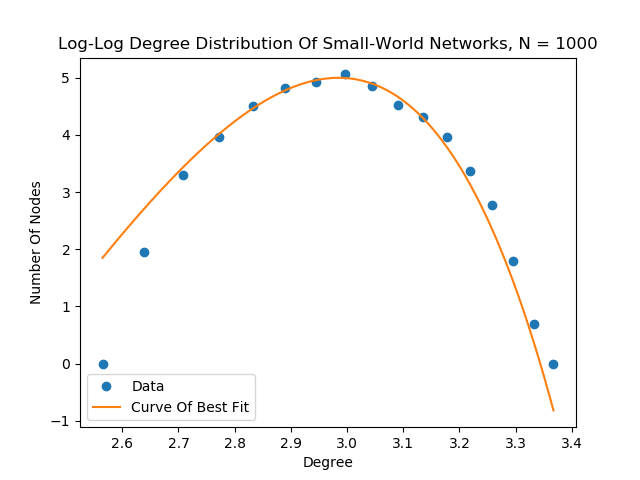 Log-Log Degree Distribution Of Small-World Networks, N = 1000
5
4
3
2
1
0
−1
Number Of Nodes
Data
Curve Of Best Fit
2.6 2.7 2.8 2.9 3.0 3.1 3.2 3.3 3.4
Degree